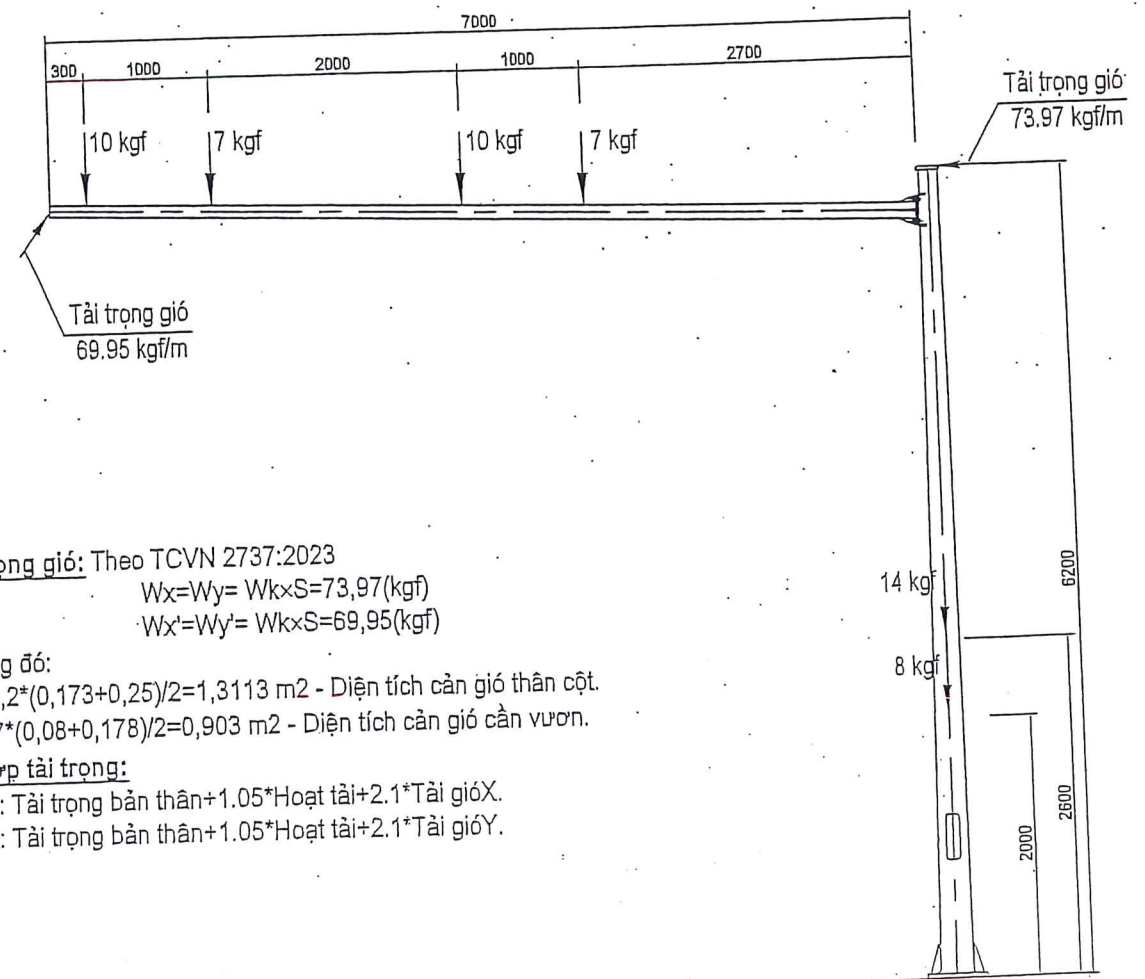 7000
300 1000 2000 1000 2700
10 kgf 7 kgf 10 kgf 7 kgf
Tải trọng gió
73.97 kgf/m
Tải trọng gió
69.95 kgf/m
ọng gió: Theo TCVN 2737:2023
Wx=Wy= Wk×S=73,97(kgf)
Wx'=Wy'= Wk×S=69,95(kgf)
g đó:
,2*(0,173+0,25)/2=1,3113 m2 - Diện tích cản gió thân cột.
7*(0,08+0,178)/2=0,903 m2 - Diện tích cản gió cần vươn.
ợp tải trọng:
: Tải trọng bản thân+1.05*Hoạt tải+2.1*Tải gióX.
: Tải trọng bản thân+1.05*Hoạt tải+2.1*Tải gióY.
14 kgf
8 kgf
6200
2600
2000